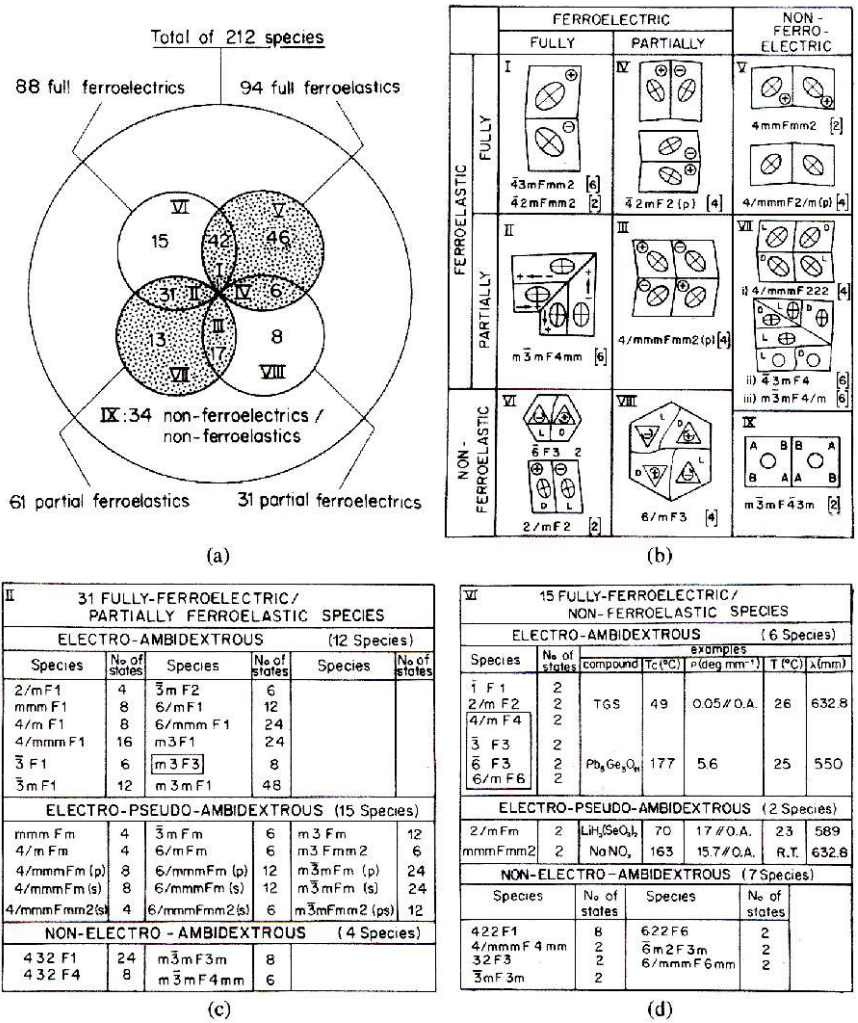 Total of 212 species
88 full ferroelectrics
94 full ferroelastics
VI
V
15
42
46
I
31 II
IV 6
13
III
17
8
VII
VIII
IX:34 non-ferroelectrics /
non-ferroelastics
61 partial ferroelastics
31 partial ferroelectrics
(a)
FERROELECTRIC
NON-
FERRO-
ELECTRIC
FULLY
PARTIALLY
FERROELASTIC
FULLY
I
4̄3mFmm2 [6]
4̄2mFmm2 [2]
IV
4̄2mF2(p) [4]
V
4mmFmm2 [2]
4/mmmF2/m(p) [4]
PARTIALLY
II
m3̄mF4mm [6]
III
4/mmmFmm2(p) [4]
VII
L D
D L
i) 4/mmmF222 [4]
D L D
L
L D
ii) 4̄3mF4 [6]
iii) m3̄mF4/m [6]
NON-
FERROELASTIC
VI
L D
6̄F3 2
D L
2/mF2 [2]
VIII
L D
D L
6/mF3 [4]
IX
A B B A
B A A B
m3̄mF4̄3m [2]
(b)
II
31 FULLY-FERROELECTRIC/
PARTIALLY FERROELASTIC SPECIES
ELECTRO-AMBIDEXTROUS (12 Species)
Species No of states Species No of states Species No of states
2/mF1 4 3̄mF2 6
mmmF1 8 6/mF1 12
4/mF1 8 6/mmmF1 24
4/mmmF1 16 m3F1 24
3̄F1 6 m3F3 8
3̄mF1 12 m3mF1 48
ELECTRO-PSEUDO-AMBIDEXTROUS (15 Species)
mmmFm 4 3̄mFm 6 m3Fm 12
4/mFm 4 6/mFm 6 m3Fmm2 6
4/mmmFm(p) 8 6/mmmFm(p) 12 m3̄mFm (p) 24
4/mmmFm(s) 8 6/mmmFm(s) 12 m3̄mFm (s) 24
4/mmmFmm2(s) 4 6/mmmFmm2(s) 6 m3̄mFmm2 (ps) 12
NON-ELECTRO-AMBIDEXTROUS (4 Species)
432F1 24 m3̄mF3m 8
432F4 8 m3̄mF4mm 6
(c)
VI
15 FULLY-FERROELECTRIC/
NON-FERROELASTIC SPECIES
ELECTRO-AMBIDEXTROUS (6 Species)
Species No of states examples
compound Tc(°C) ρ(deg mm⁻¹) T(°C) λ(mm)
1̄F1 2
2/mF2 2 TGS 49 0.05//O.A. 26 632.8
4/mF4 2
3̄F3 2
6̄F3 2 Pb₅Ge₃O₁₁ 177 5.6 25 550
6/mF6 2
ELECTRO-PSEUDO-AMBIDEXTROUS (2 Species)
2/mFm 2 LiH₃(SeO₃)₂ 70 17//O.A. 23 589
mmmFmm2 2 NaNO₂ 163 15.7//O.A. R.T. 632.8
NON-ELECTRO-AMBIDEXTROUS (7 Species)
Species No of states Species No of states
422F1 8 622F6 2
4/mmmF4mm 2 6̄m2F3m 2
32F3 2 6/mmmF6mm 2
3̄mF3m 2
(d)